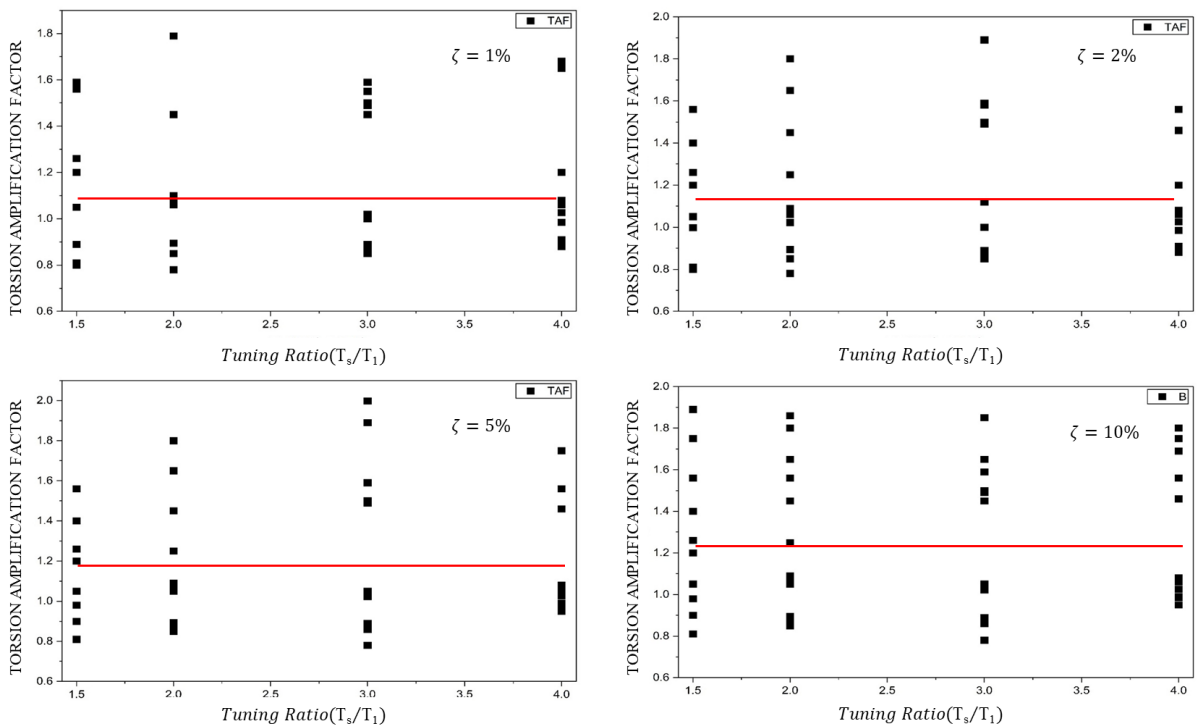 TORSION AMPLIFICATION FACTOR
1.8
1.6
1.4
1.2
1.0
0.8
0.6
TAF
ζ = 1%
1.5 2.0 2.5 3.0 3.5 4.0
Tuning Ratio(Tₛ/T₁)
TORSION AMPLIFICATION FACTOR
2.0
1.8
1.6
1.4
1.2
1.0
0.8
0.6
TAF
ζ = 2%
1.5 2.0 2.5 3.0 3.5 4.0
Tuning Ratio(Tₛ/T₁)
TORSION AMPLIFICATION FACTOR
2.0
1.8
1.6
1.4
1.2
1.0
0.8
0.6
TAF
ζ = 5%
1.5 2.0 2.5 3.0 3.5 4.0
Tuning Ratio(Tₛ/T₁)
TORSION AMPLIFICATION FACTOR
2.0
1.8
1.6
1.4
1.2
1.0
0.8
0.6
B
ζ = 10%
1.5 2.0 2.5 3.0 3.5 4.0
Tuning Ratio(Tₛ/T₁)